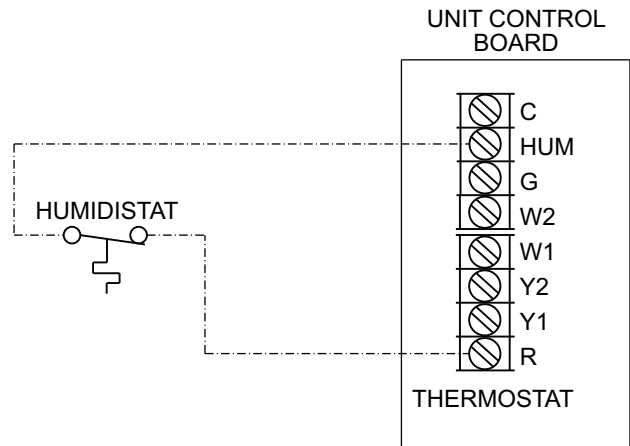 UNIT CONTROL
BOARD
C
HUM
G
W2
W1
Y2
Y1
R
THERMOSTAT
HUMIDISTAT